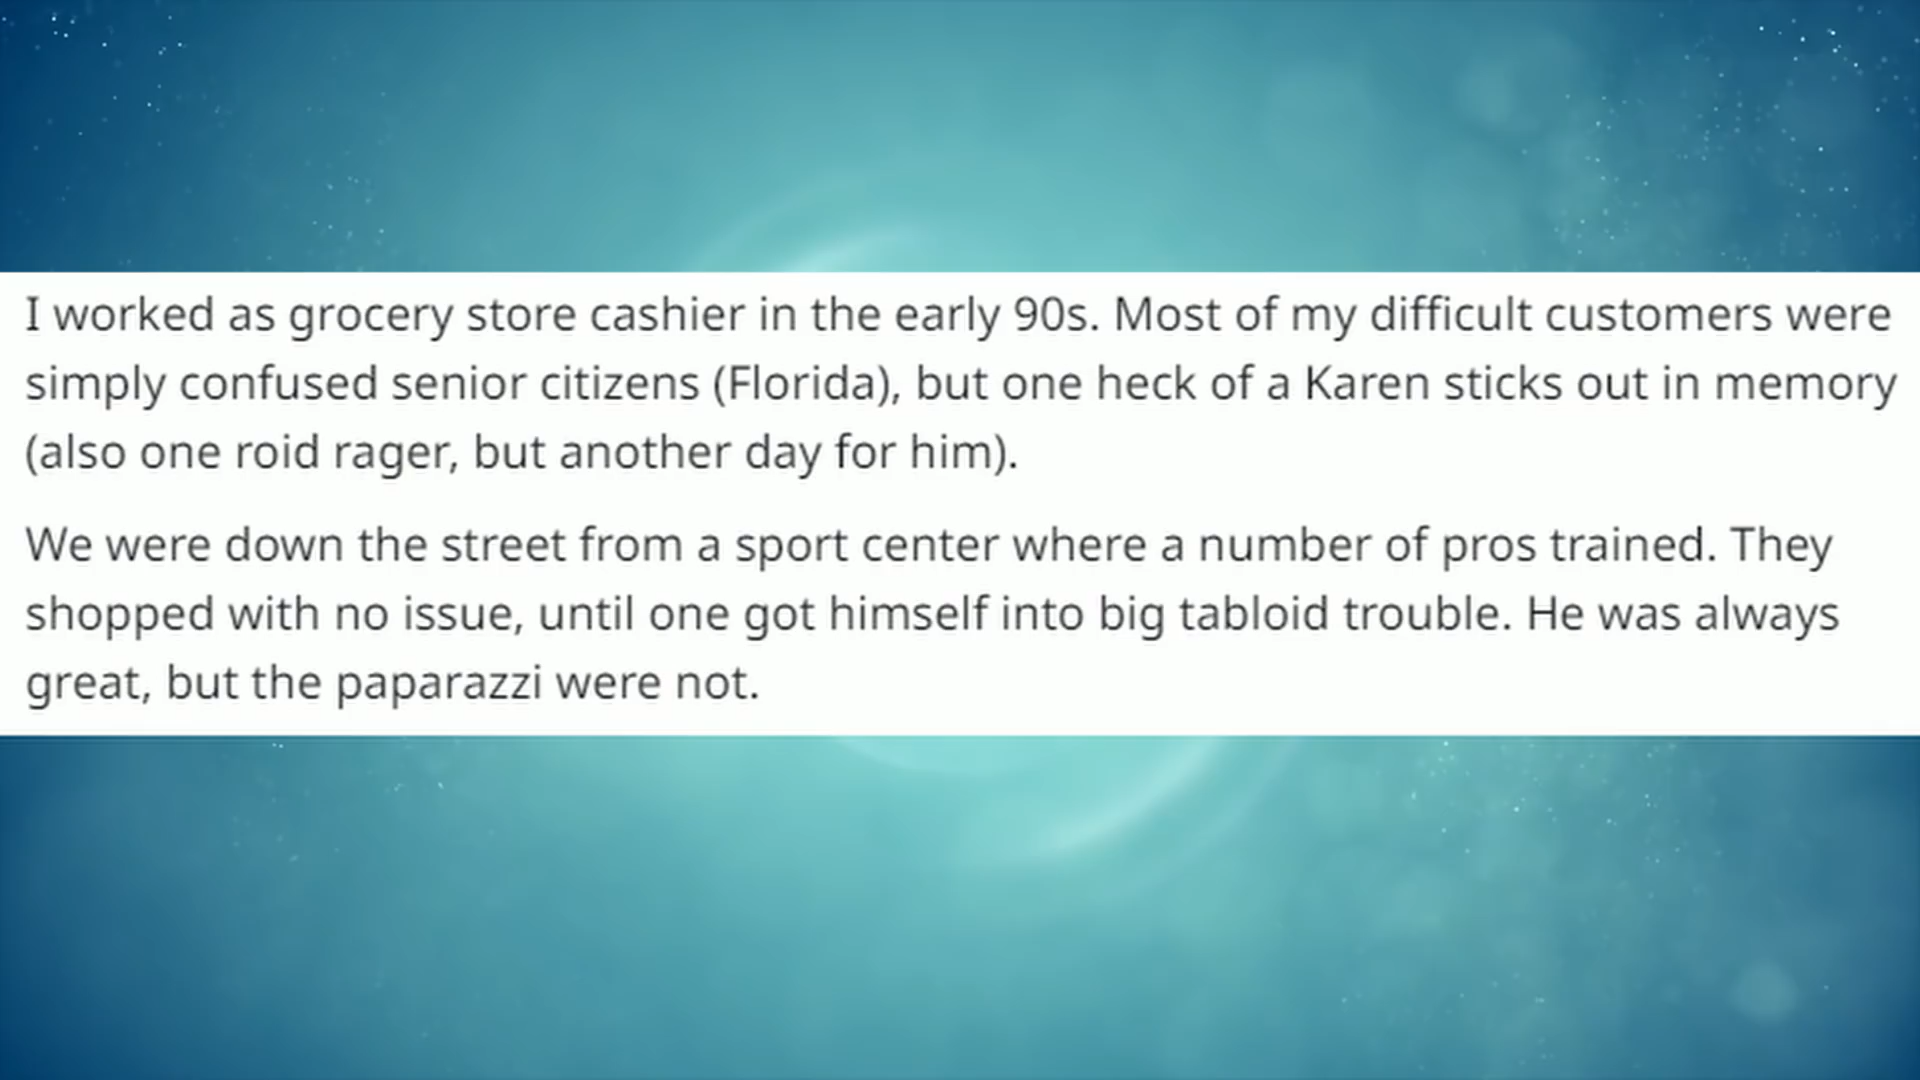 I worked as grocery store cashier in the early 90s. Most of my difficult customers were
simply confused senior citizens (Florida), but one heck of a Karen sticks out in memory
(also one roid rager, but another day for him).
We were down the street from a sport center where a number of pros trained. They
shopped with no issue, until one got himself into big tabloid trouble. He was always
great, but the paparazzi were not.